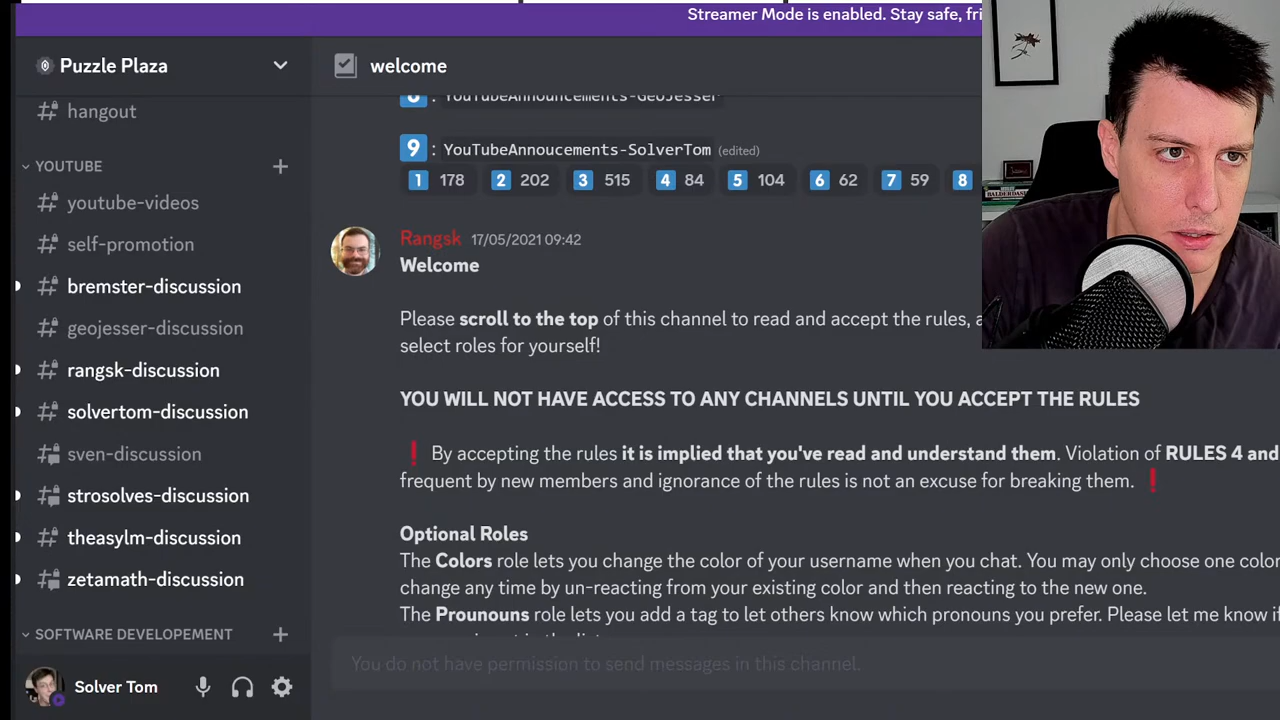 Streamer Mode is enabled. Stay safe, fri
Puzzle Plaza
hangout
YOUTUBE
youtube-videos
self-promotion
bremster-discussion
geojesser-discussion
rangsk-discussion
solvertom-discussion
sven-discussion
strosolves-discussion
theasylm-discussion
zetamath-discussion
SOFTWARE DEVELOPEMENT
Solver Tom
welcome
8 : YouTubeAnnouncements-GeoJesser
9 : YouTubeAnnoucements-SolverTom (edited)
1 178 2 202 3 515 4 84 5 104 6 62 7 59 8
Rangsk 17/05/2021 09:42
Welcome
Please scroll to the top of this channel to read and accept the rules, a
select roles for yourself!
YOU WILL NOT HAVE ACCESS TO ANY CHANNELS UNTIL YOU ACCEPT THE RULES
❗ By accepting the rules it is implied that you've read and understand them. Violation of RULES 4 and
frequent by new members and ignorance of the rules is not an excuse for breaking them. ❗
Optional Roles
The Colors role lets you change the color of your username when you chat. You may only choose one color
change any time by un-reacting from your existing color and then reacting to the new one.
The Prounouns role lets you add a tag to let others know which pronouns you prefer. Please let me know if
You do not have permission to send messages in this channel.
BALDERDASH